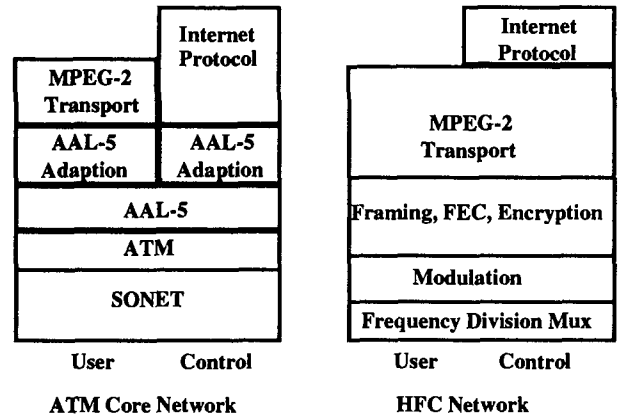 Internet
Protocol
MPEG-2
Transport
AAL-5
Adaption
AAL-5
Adaption
AAL-5
ATM
SONET
User
Control
ATM Core Network
Internet
Protocol
MPEG-2
Transport
Framing, FEC, Encryption
Modulation
Frequency Division Mux
User
Control
HFC Network